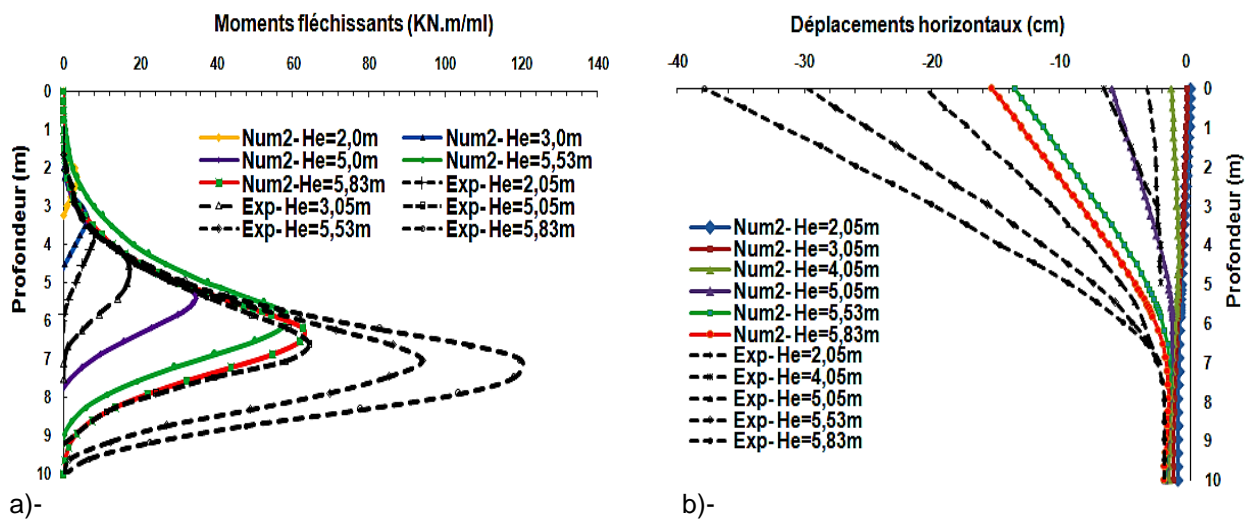 Moments fléchissants (KN.m/ml)
0 20 40 60 80 100 120 140
Profondeur (m)
0
1
2
3
4
5
6
7
8
9
10
Num2- He=2,0m
Num2- He=3,0m
Num2- He=5,0m
Num2- He=5,53m
Num2-He=5,83m
Exp- He=2,05m
Exp- He=3,05m
Exp- He=5,05m
Exp- He=5,53m
Exp- He=5,83m
a)-
Déplacements horizontaux (cm)
-40 -30 -20 -10 0
0
1
2
3
4
5
6
7
8
9
10
Profondeur (m)
Num2- He=2,05m
Num2- He=3,05m
Num2- He=4,05m
Num2- He=5,05m
Num2- He=5,53m
Num2- He=5,83m
Exp- He=2,05m
Exp- He=4,05m
Exp- He=5,05m
Exp- He=5,53m
Exp- He=5,83m
b)-